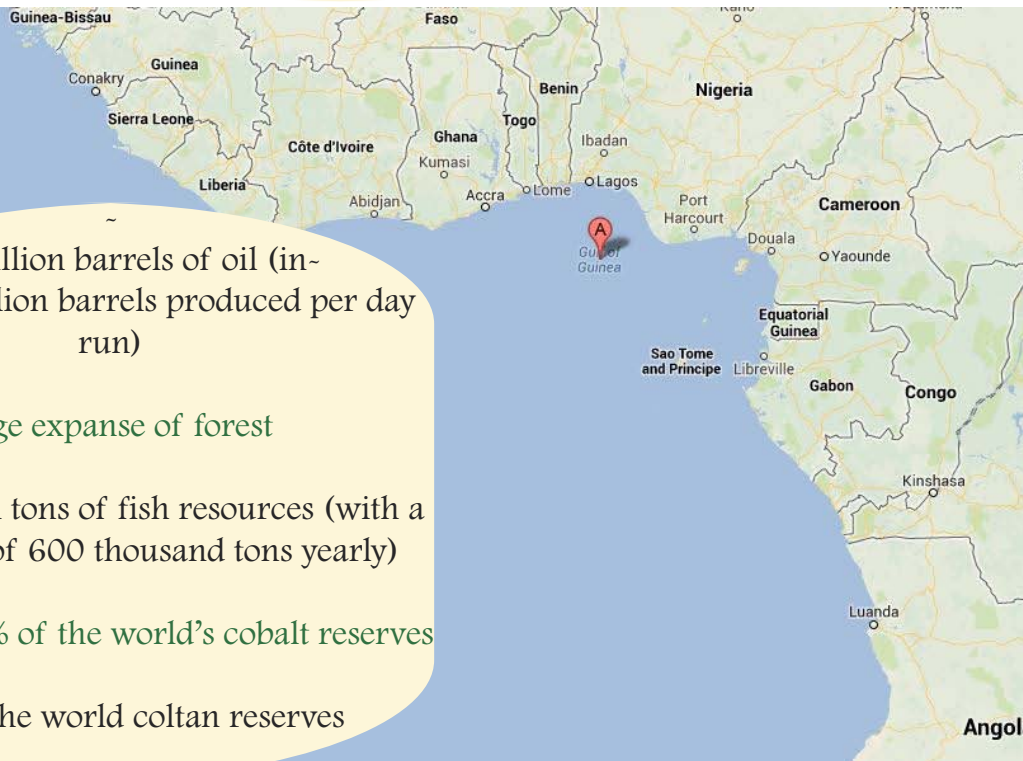 Guinea-Bissau
Faso
Guinea
Conakry
Sierra Leone
Liberia
Côte d'Ivoire
Abidjan
Ghana
Kumasi
Accra
Togo
Lome
Benin
Ibadan
Lagos
Nigeria
Port
Harcourt
Cameroon
Douala
Yaounde
A
Gulf of
Guinea
Equatorial
Guinea
Sao Tome
and Principe
Libreville
Gabon
Congo
Kinshasa
Luanda
Angol
~
llion barrels of oil (in-
lion barrels produced per day
run)
ge expanse of forest
tons of fish resources (with a
of 600 thousand tons yearly)
% of the world's cobalt reserves
he world coltan reserves